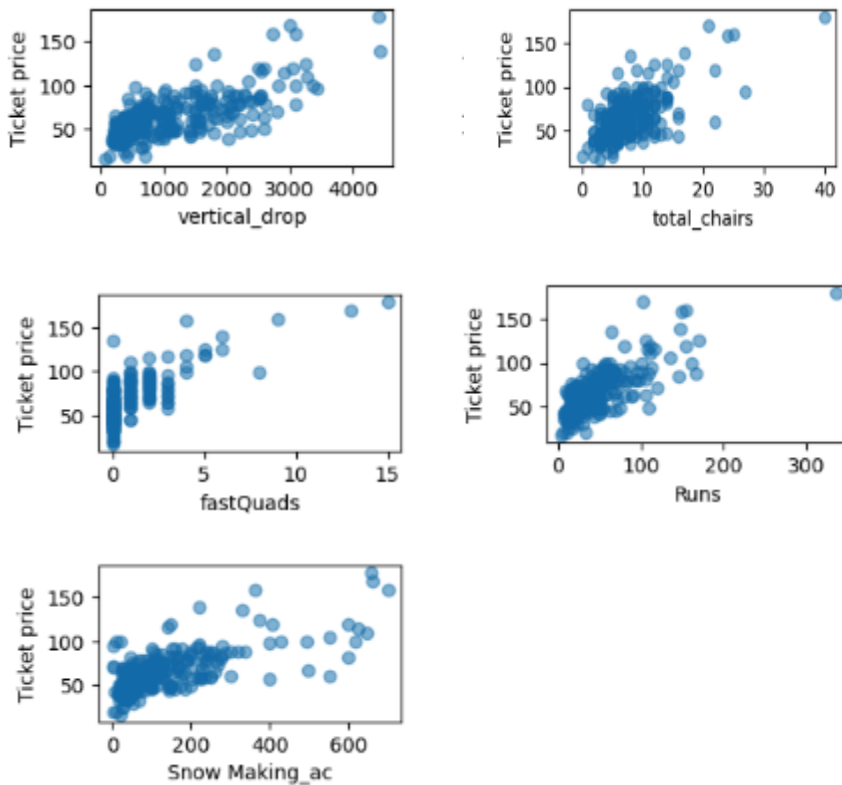 150
100
50
Ticket price
0 1000 2000 3000 4000
vertical_drop
150
100
50
Ticket price
0 10 20 30 40
total_chairs
150
100
50
Ticket price
0 5 10 15
fastQuads
150
100
50
Ticket price
0 100 200 300
Runs
150
100
50
Ticket price
0 200 400 600
Snow Making_ac